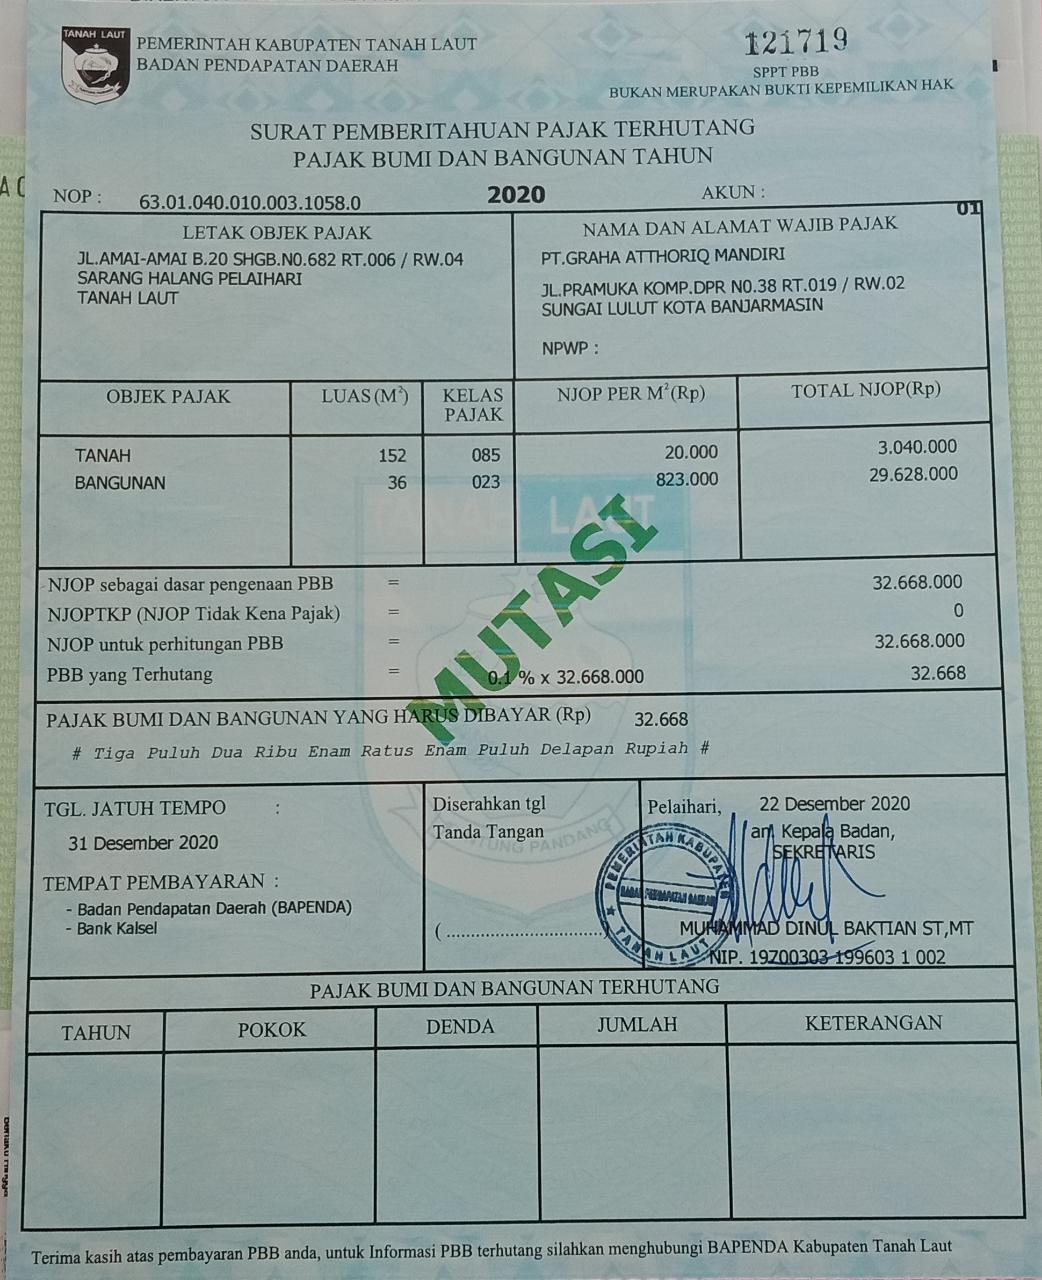 TANAH LAUT
PEMERINTAH KABUPATEN TANAH LAUT
BADAN PENDAPATAN DAERAH
121719
SPPT PBB
BUKAN MERUPAKAN BUKTI KEPEMILIKAN HAK
SURAT PEMBERITAHUAN PAJAK TERHUTANG
PAJAK BUMI DAN BANGUNAN TAHUN
NOP : 63.01.040.010.003.1058.0 2020 AKUN :
01
LETAK OBJEK PAJAK
JL.AMAI-AMAI B.20 SHGB.N0.682 RT.006 / RW.04
SARANG HALANG PELAIHARI
TANAH LAUT
NAMA DAN ALAMAT WAJIB PAJAK
PT.GRAHA ATTHORIQ MANDIRI
JL.PRAMUKA KOMP.DPR N0.38 RT.019 / RW.02
SUNGAI LULUT KOTA BANJARMASIN
NPWP :
OBJEK PAJAK LUAS (M²) KELAS PAJAK NJOP PER M²(Rp) TOTAL NJOP(Rp)
TANAH 152 085 20.000 3.040.000
BANGUNAN 36 023 823.000 29.628.000
TANAH LAUT
MUTASI
NJOP sebagai dasar pengenaan PBB = 32.668.000
NJOPTKP (NJOP Tidak Kena Pajak) = 0
NJOP untuk perhitungan PBB = 32.668.000
PBB yang Terhutang = 0.1 % x 32.668.000 32.668
PAJAK BUMI DAN BANGUNAN YANG HARUS DIBAYAR (Rp) 32.668
# Tiga Puluh Dua Ribu Enam Ratus Enam Puluh Delapan Rupiah #
TGL. JATUH TEMPO :
31 Desember 2020
TEMPAT PEMBAYARAN :
- Badan Pendapatan Daerah (BAPENDA)
- Bank Kalsel
Diserahkan tgl
Tanda Tangan
(................................)
Pelaihari, 22 Desember 2020
an. Kepala Badan,
SEKRETARIS
PEMERINTAH KABUPATEN
BADAN PENDAPATAN DAERAH
TANAH LAUT
MUHAMMAD DINUL BAKTIAN ST,MT
NIP. 19700303 199603 1 002
PAJAK BUMI DAN BANGUNAN TERHUTANG
TAHUN POKOK DENDA JUMLAH KETERANGAN
Terima kasih atas pembayaran PBB anda, untuk Informasi PBB terhutang silahkan menghubungi BAPENDA Kabupaten Tanah Laut